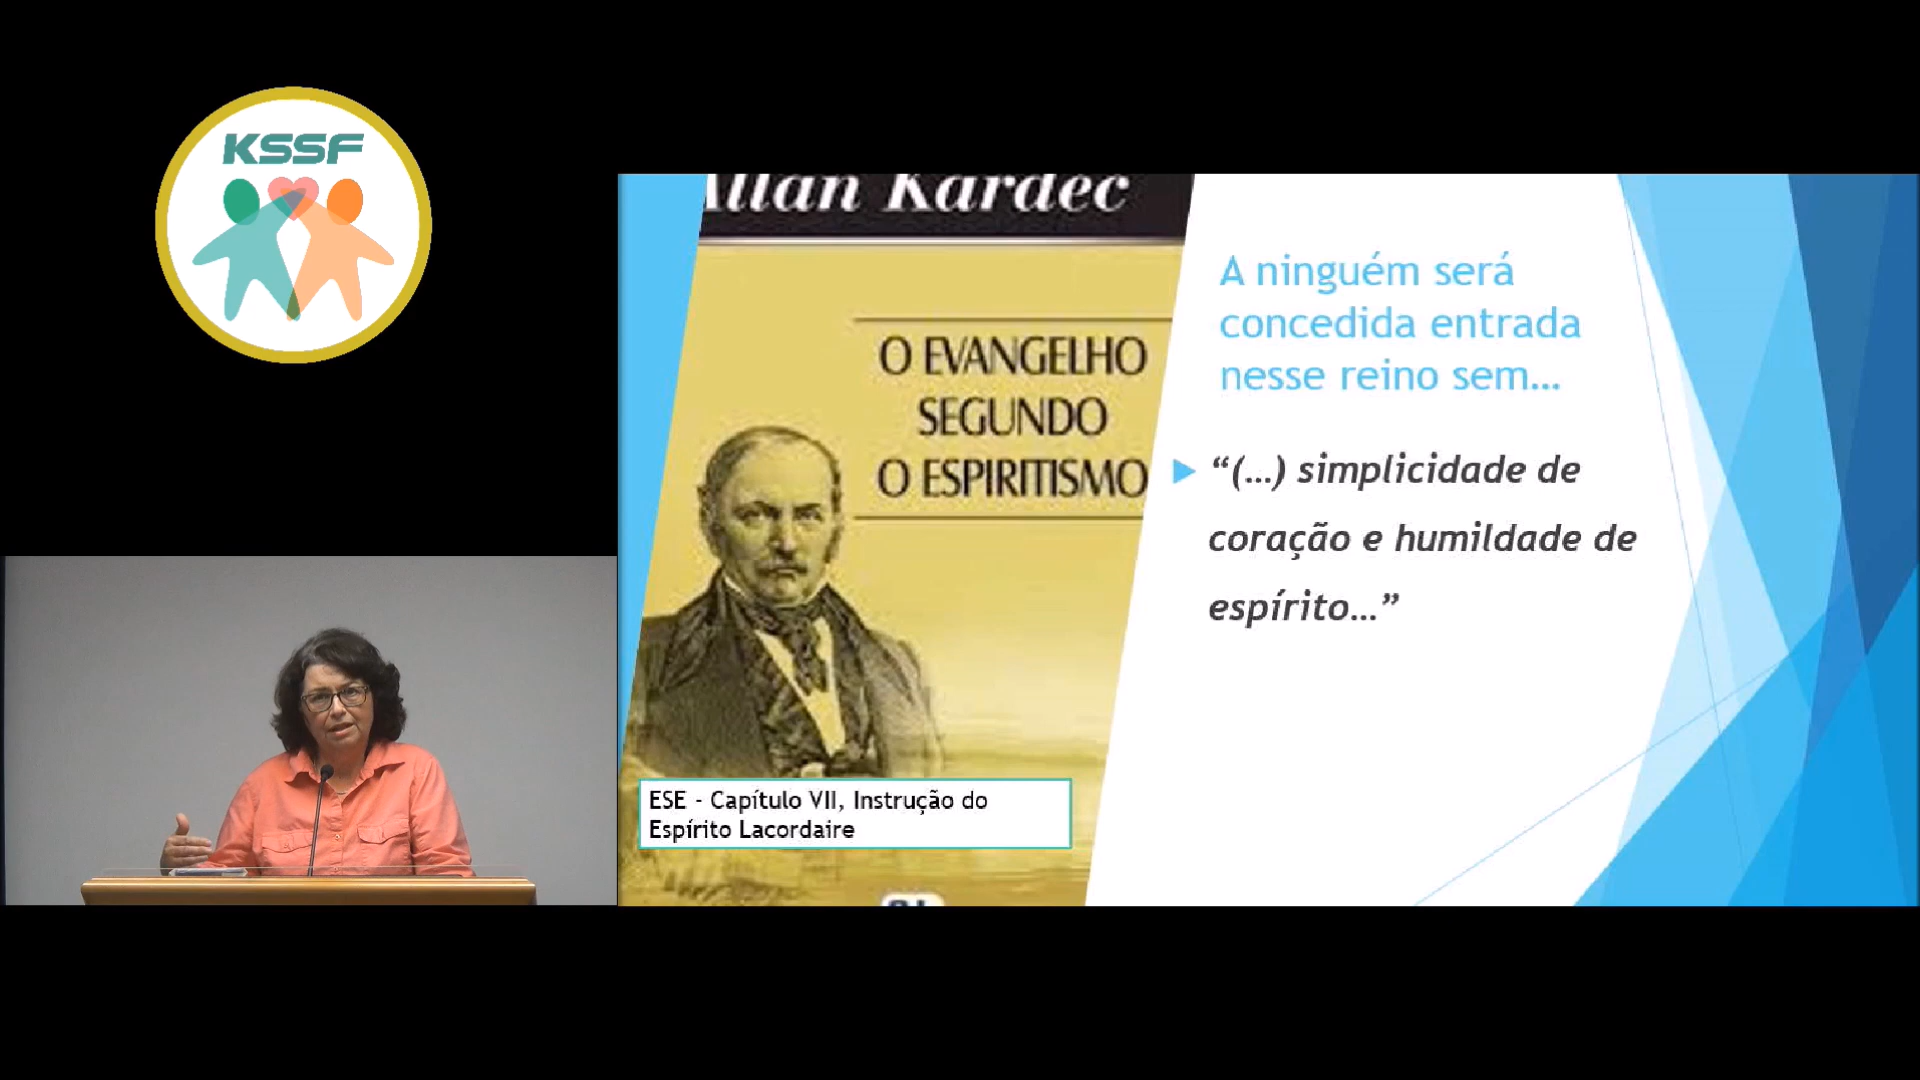 KSSF
Allan Kardec
O EVANGELHO
SEGUNDO
O ESPIRITISMO
A ninguém será
concedida entrada
nesse reino sem...
“(...) simplicidade de
coração e humildade de
espírito...”
ESE - Capítulo VII, Instrução do
Espírito Lacordaire